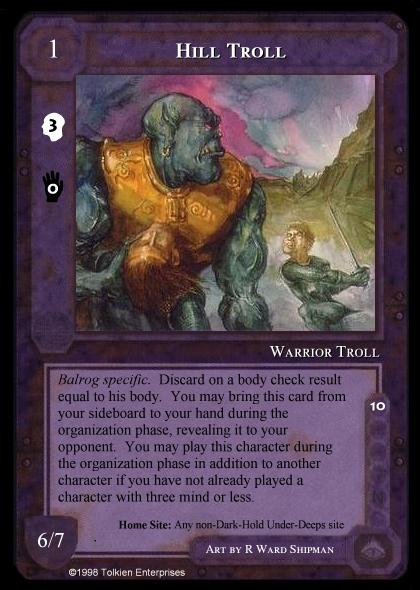 1
HILL TROLL
3
0
WARRIOR TROLL
Balrog specific. Discard on a body check result
equal to his body. You may bring this card from
your sideboard to your hand during the
organization phase, revealing it to your
opponent. You may play this character during
the organization phase in addition to another
character if you have not already played a
character with three mind or less.
10
Home Site: Any non-Dark-Hold Under-Deeps site
6/7
ART BY R WARD SHIPMAN
©1998 Tolkien Enterprises